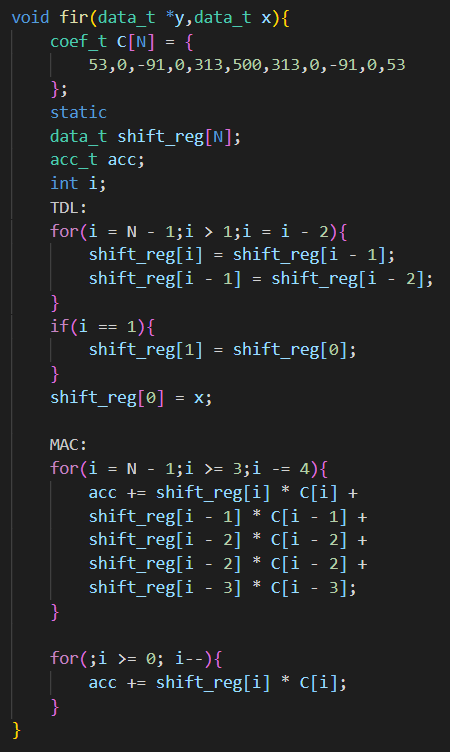 void fir(data_t *y,data_t x){
    coef_t C[N] = {
        53,0,-91,0,313,500,313,0,-91,0,53
    };
    static
    data_t shift_reg[N];
    acc_t acc;
    int i;
    TDL:
    for(i = N - 1;i > 1;i = i - 2){
        shift_reg[i] = shift_reg[i - 1];
        shift_reg[i - 1] = shift_reg[i - 2];
    }
    if(i == 1){
        shift_reg[1] = shift_reg[0];
    }
    shift_reg[0] = x;

    MAC:
    for(i = N - 1;i >= 3;i -= 4){
        acc += shift_reg[i] * C[i] +
        shift_reg[i - 1] * C[i - 1] +
        shift_reg[i - 2] * C[i - 2] +
        shift_reg[i - 2] * C[i - 2] +
        shift_reg[i - 3] * C[i - 3];
    }

    for(;i >= 0; i--){
        acc += shift_reg[i] * C[i];
    }
}